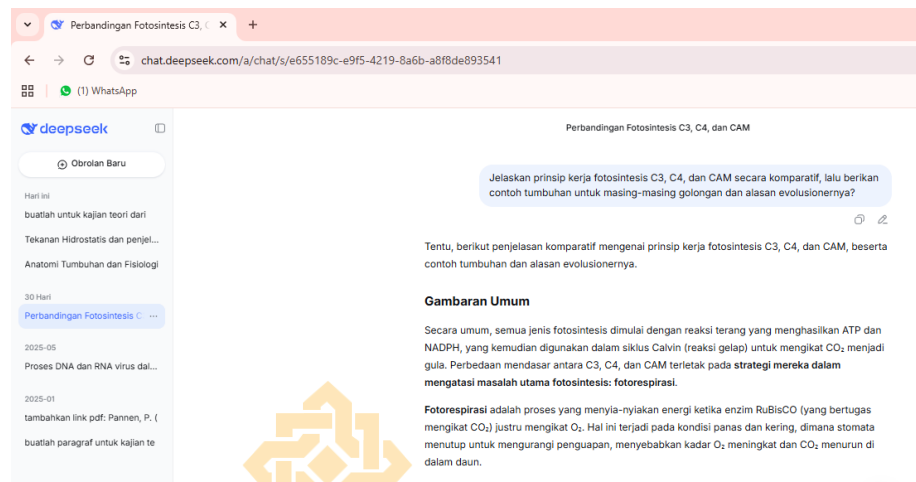 Perbandingan Fotosintesis C3, C
chat.deepseek.com/a/chat/s/e655189c-e9f5-4219-8a6b-a8f8de893541
(1) WhatsApp
deepseek
Obrolan Baru
Hari ini
buatlah untuk kajian teori dari
Tekanan Hidrostatis dan penjel...
Anatomi Tumbuhan dan Fisiologi
30 Hari
Perbandingan Fotosintesis C ...
2025-05
Proses DNA dan RNA virus dal...
2025-01
tambahkan link pdf: Pannen, P. (
buatlah paragraf untuk kajian te
Perbandingan Fotosintesis C3, C4, dan CAM
Jelaskan prinsip kerja fotosintesis C3, C4, dan CAM secara komparatif, lalu berikan
contoh tumbuhan untuk masing-masing golongan dan alasan evolusionernya?
Tentu, berikut penjelasan komparatif mengenai prinsip kerja fotosintesis C3, C4, dan CAM, beserta
contoh tumbuhan dan alasan evolusionernya.
Gambaran Umum
Secara umum, semua jenis fotosintesis dimulai dengan reaksi terang yang menghasilkan ATP dan
NADPH, yang kemudian digunakan dalam siklus Calvin (reaksi gelap) untuk mengikat CO₂ menjadi
gula. Perbedaan mendasar antara C3, C4, dan CAM terletak pada strategi mereka dalam
mengatasi masalah utama fotosintesis: fotorespirasi.
Fotorespirasi adalah proses yang menyia-nyiakan energi ketika enzim RuBisCO (yang bertugas
mengikat CO₂) justru mengikat O₂. Hal ini terjadi pada kondisi panas dan kering, dimana stomata
menutup untuk mengurangi penguapan, menyebabkan kadar O₂ meningkat dan CO₂ menurun di
dalam daun.